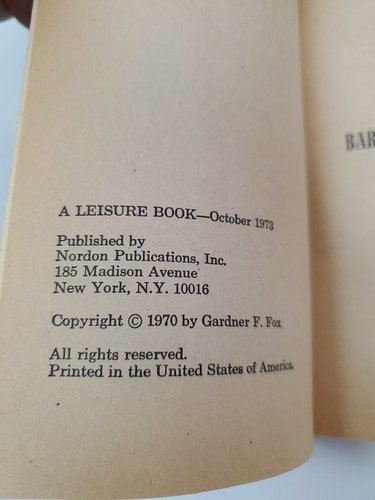 A LEISURE BOOK—October 1973
Published by
Nordon Publications, Inc.
185 Madison Avenue
New York, N.Y. 10016
Copyright © 1970 by Gardner F. Fox
All rights reserved.
Printed in the United States of America.
BAR